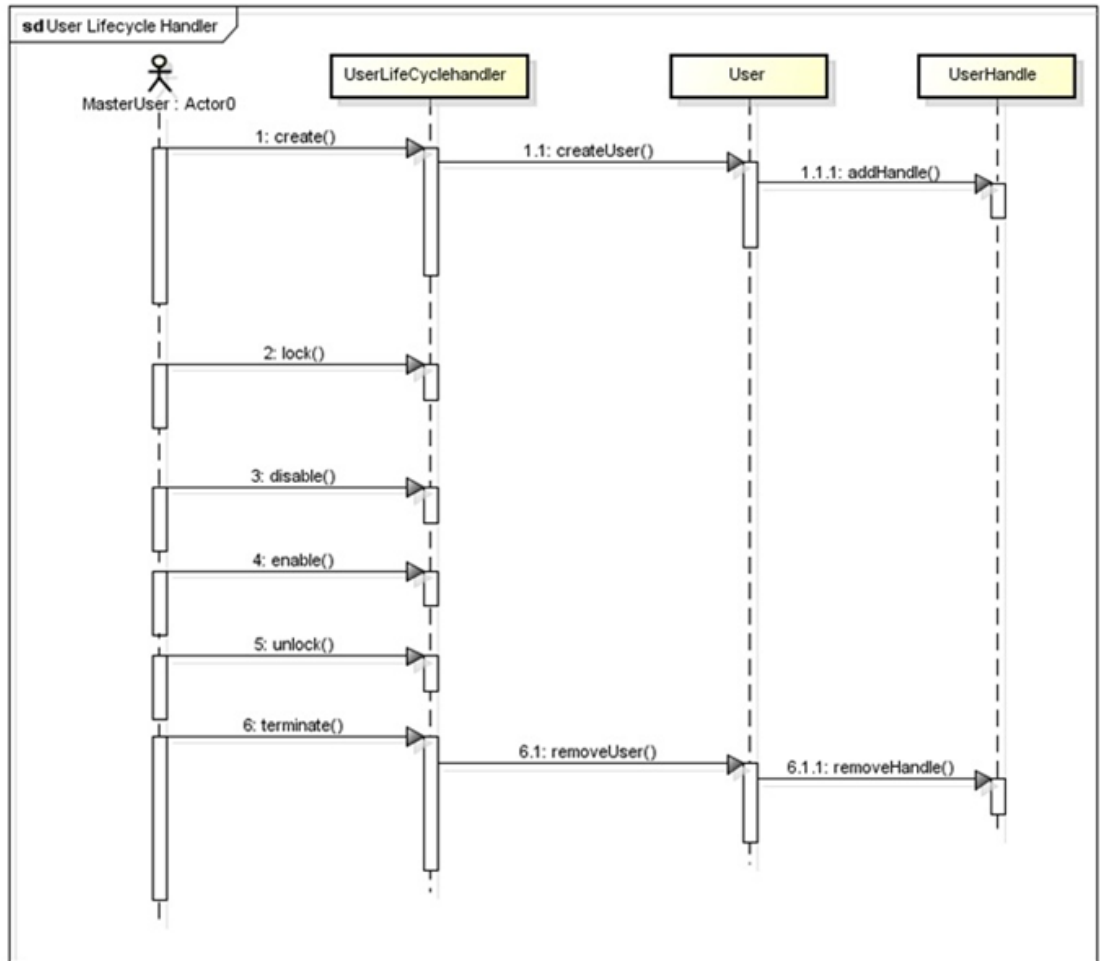 sd User Lifecycle Handler
MasterUser : Actor0
UserLifeCyclehandler
User
UserHandle
1: create()
1.1: createUser()
1.1.1: addHandle()
2: lock()
3: disable()
4: enable()
5: unlock()
6: terminate()
6.1: removeUser()
6.1.1: removeHandle()